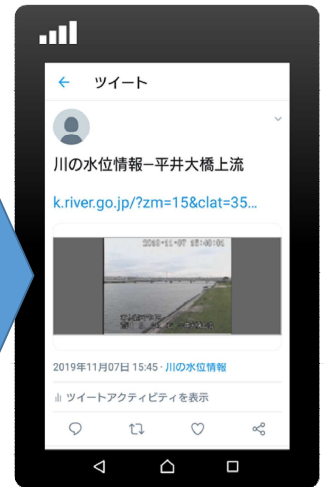 ツイート
川の水位情報−平井大橋上流
k.river.go.jp/?zm=15&clat=35...
2019-11-07 15:40:01
2019年11月07日 15:45・川の水位情報
ツイートアクティビティを表示